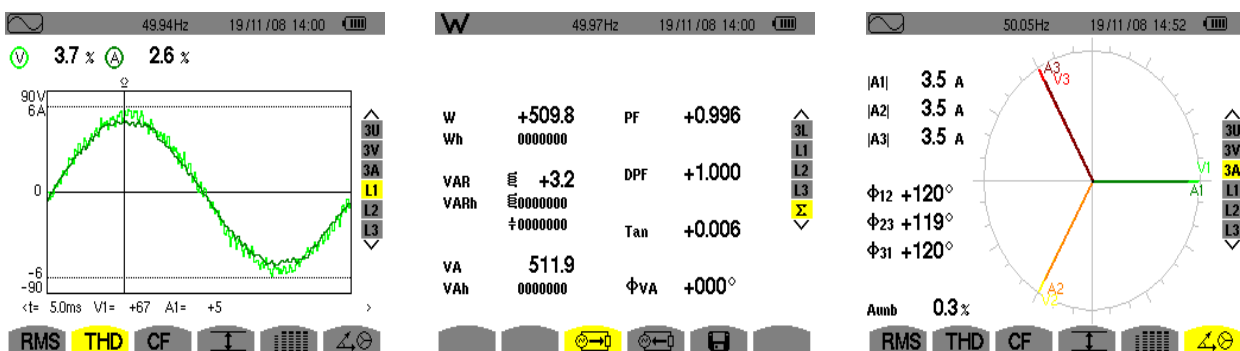 49.94Hz 19/11/08 14:00
V 3.7 % A 2.6 %
90V
6A
0
-6
-90
3U
3V
3A
L1
L2
L3
<t= 5.0ms V1= +67 A1= +5 >
RMS THD CF
W 49.97Hz 19/11/08 14:00
W +509.8 PF +0.996
Wh 0000000
VAR +3.2 DPF +1.000
VARh 0000000
÷0000000 Tan +0.006
VA 511.9
VAh 0000000 ΦVA +000°
3L
L1
L2
L3
Σ
50.05Hz 19/11/08 14:52
|A1| 3.5 A
|A2| 3.5 A
|A3| 3.5 A
Φ12 +120°
Φ23 +119°
Φ31 +120°
Aunb 0.3 %
A3
V3
V1
A1
A2
V2
3U
3V
3A
L1
L2
L3
RMS THD CF